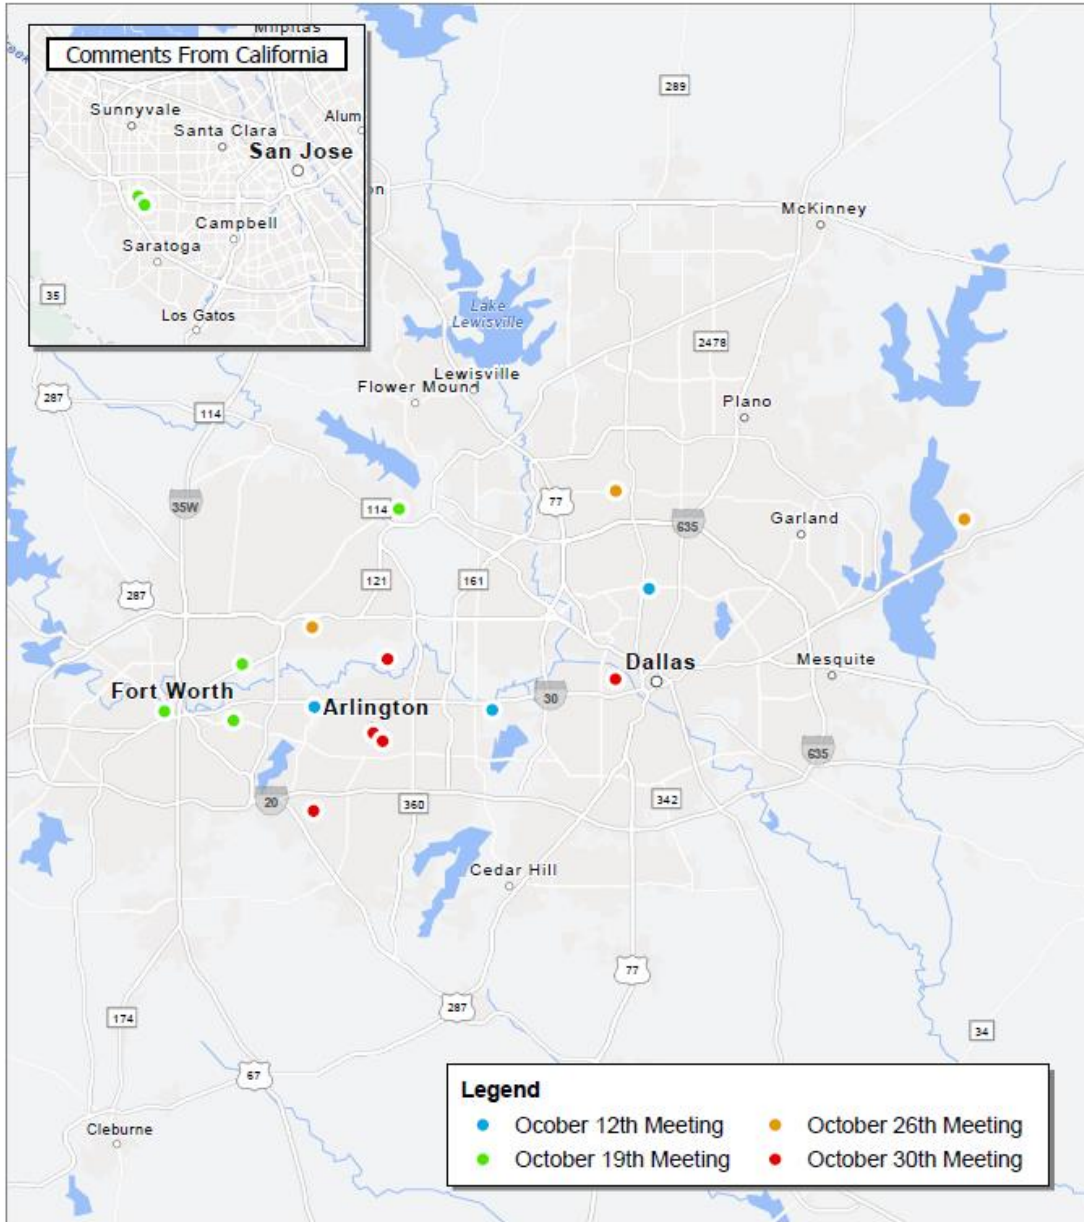 Milpitas
Creek
Comments From California
Sunnyvale
Santa Clara
Alum
San Jose
Campbell
Saratoga
35
Los Gatos
289
on
McKinney
Lake
Lewisville
2478
Lewisville
Flower Mound
287
114
Plano
35W
114
77
635
Garland
287
121
161
Dallas
Mesquite
Fort Worth
30
Arlington
635
20
360
342
Cedar Hill
77
287
174
34
67
Cleburne
Legend
Ocober 12th Meeting
October 26th Meeting
October 19th Meeting
October 30th Meeting